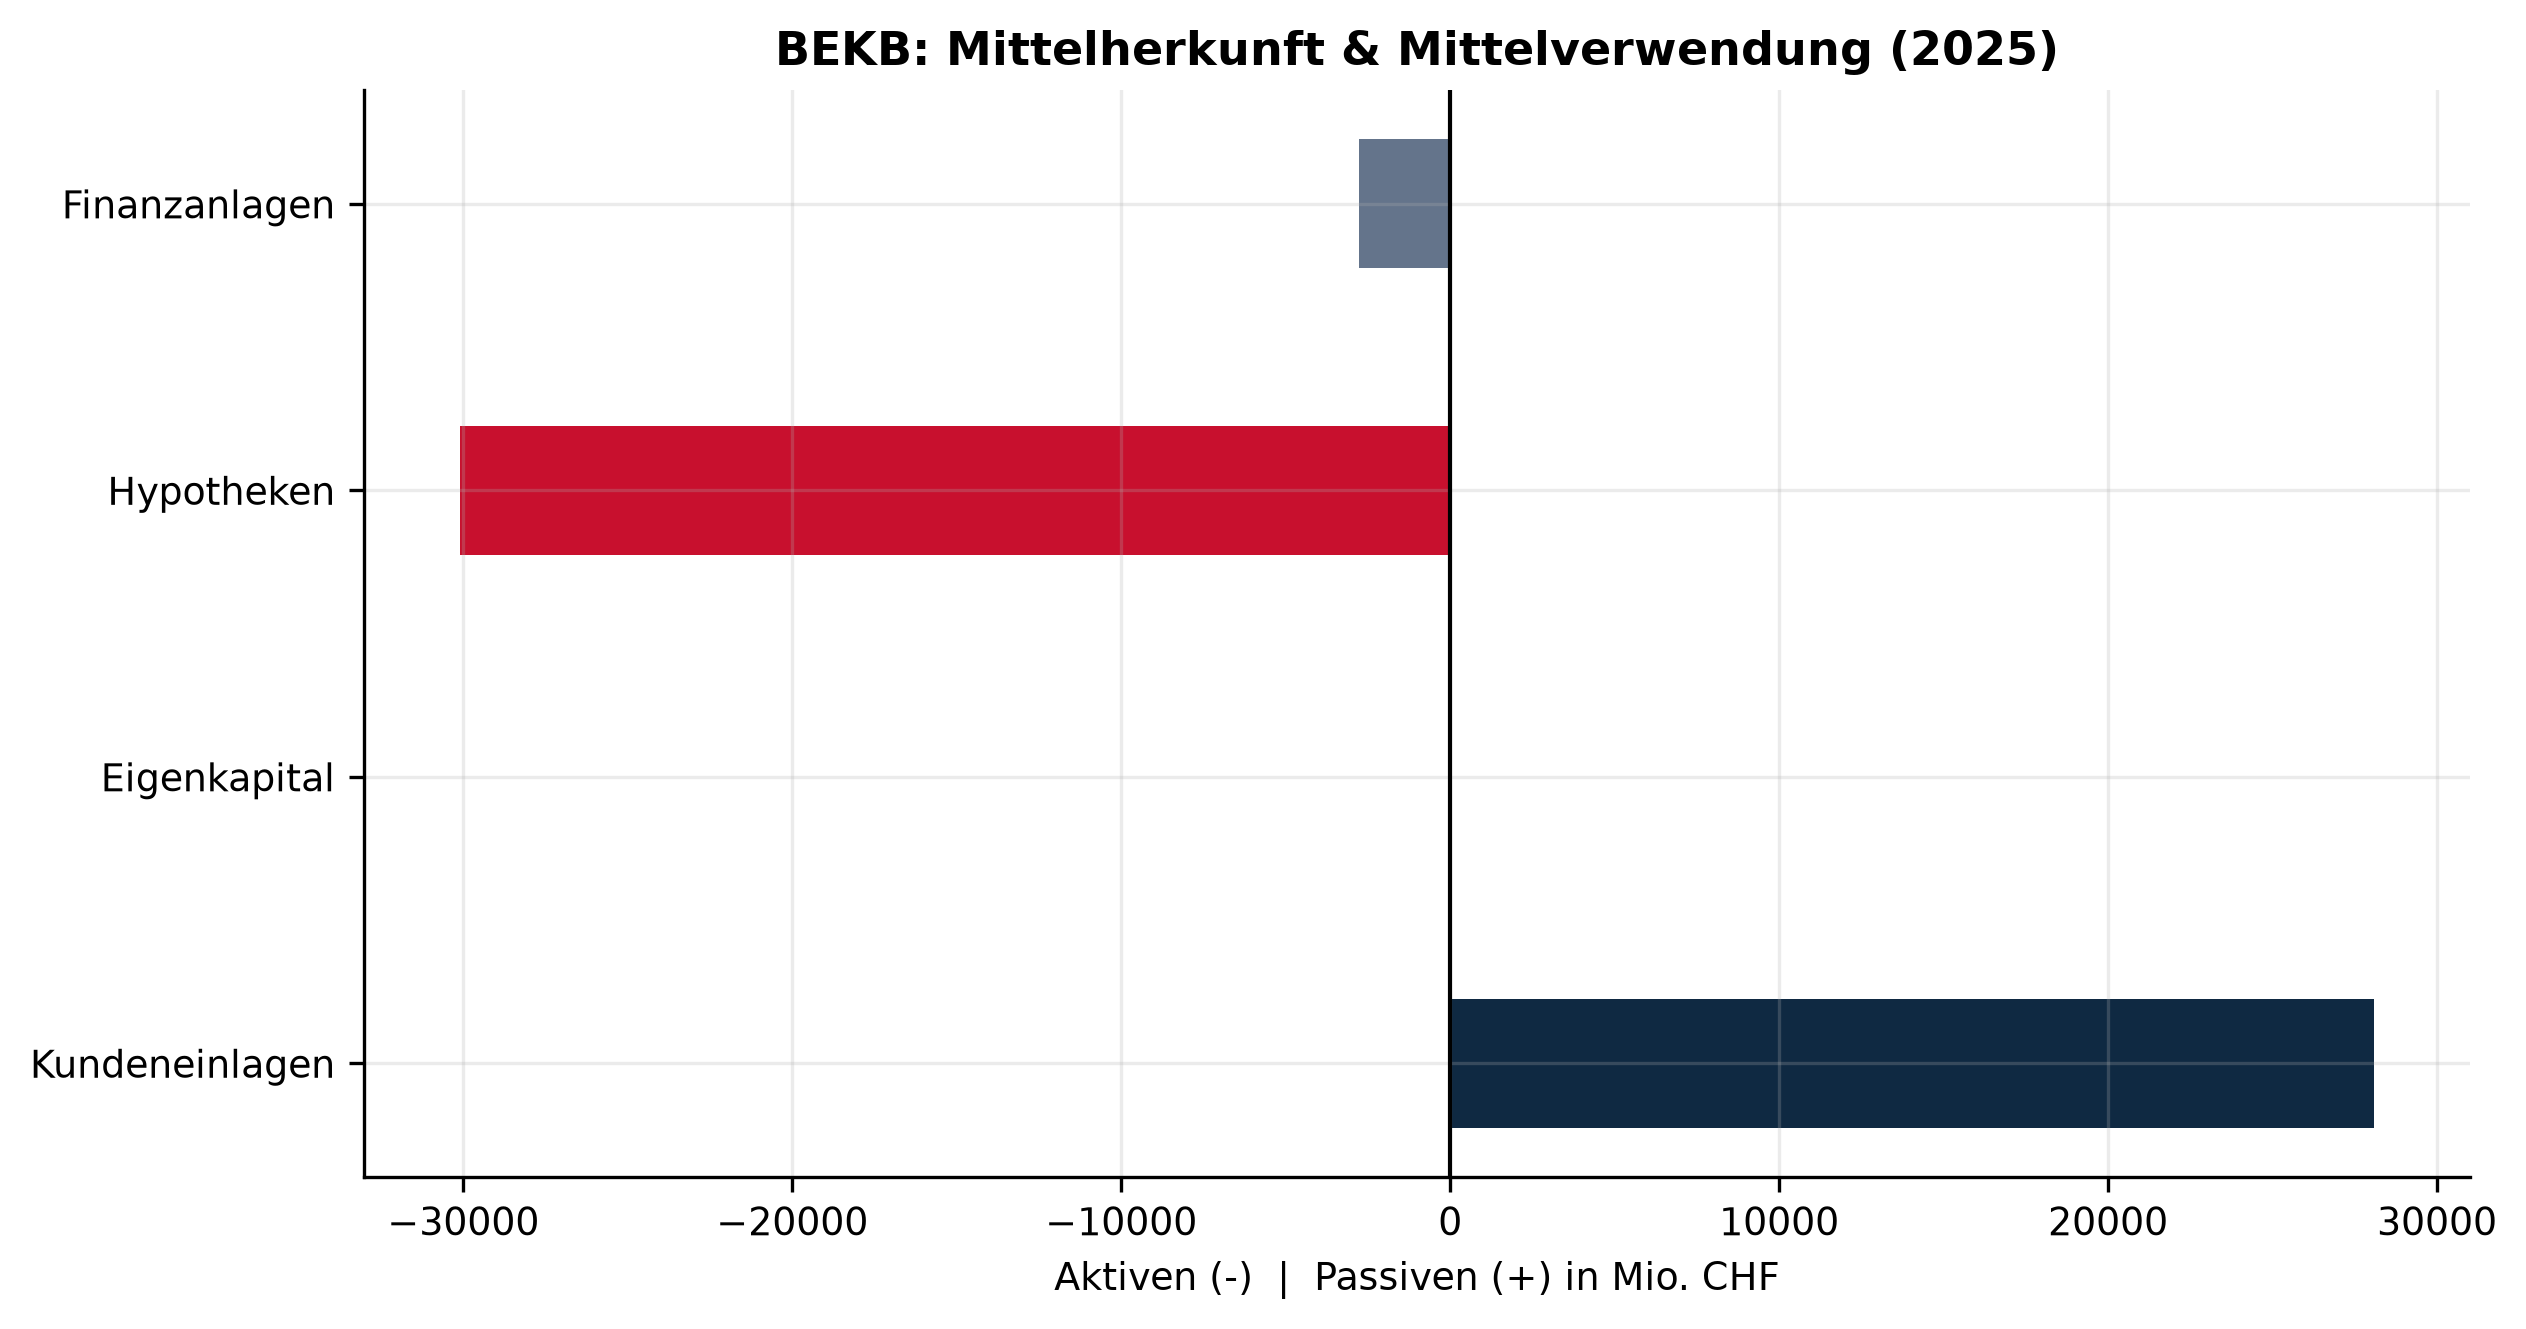 BEKB: Mittelherkunft & Mittelverwendung (2025)
Finanzanlagen
Hypotheken
Eigenkapital
Kundeneinlagen
−30000 −20000 −10000 0 10000 20000 30000
Aktiven (-) | Passiven (+) in Mio. CHF